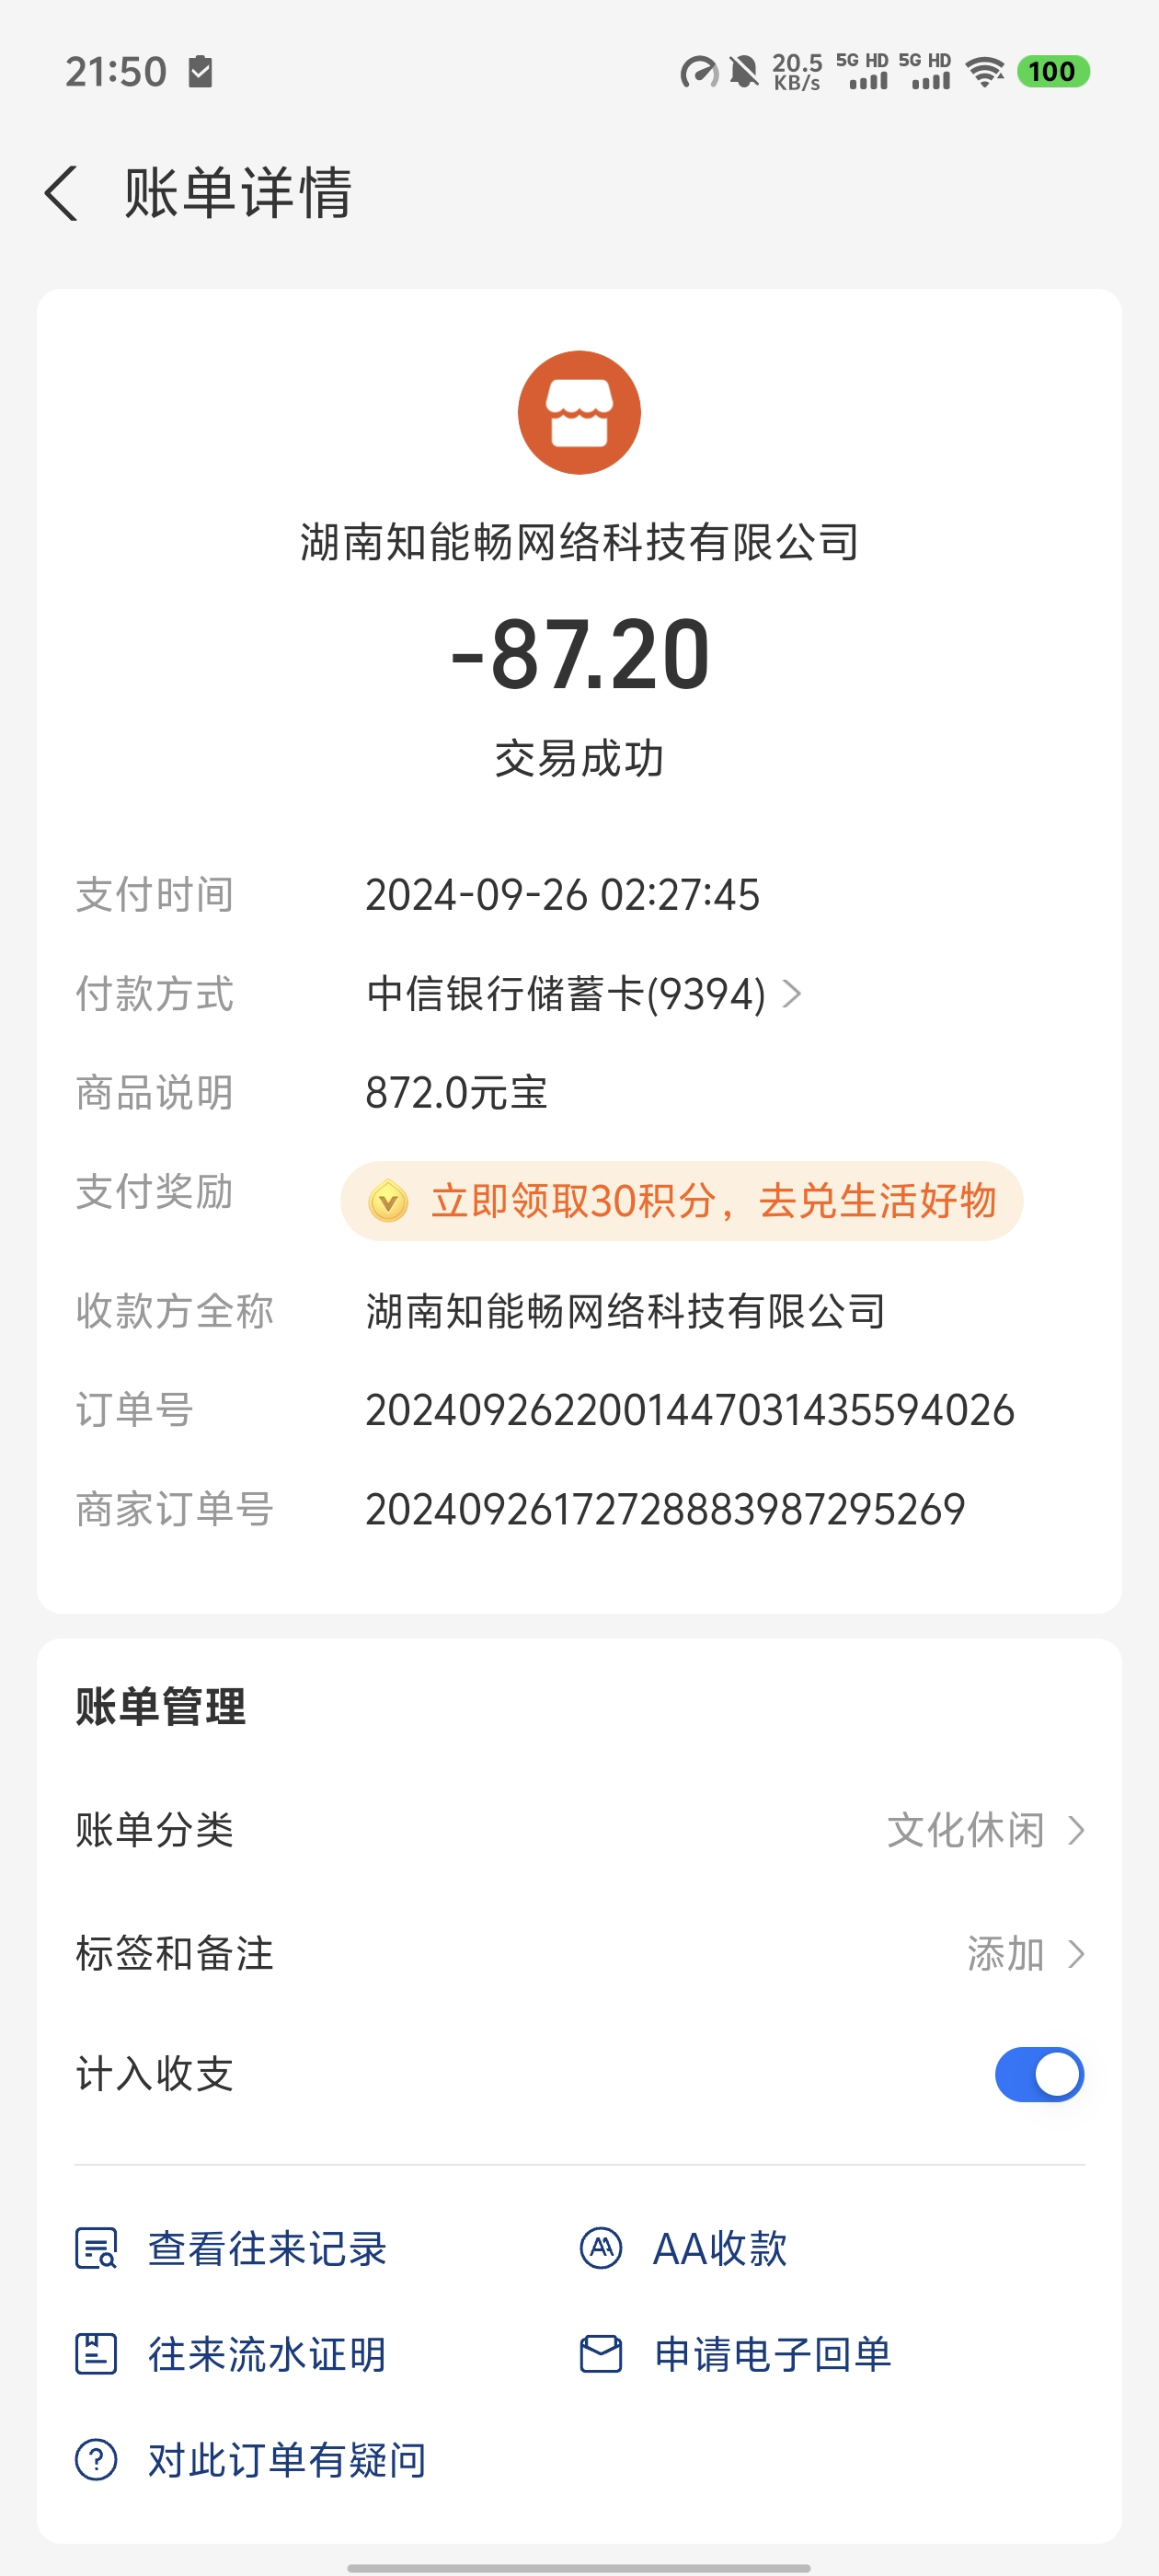 21:50 20.5 KB/s 5G HD 5G HD 100
账单详情
湖南知能畅网络科技有限公司
-87.20
交易成功
支付时间 2024-09-26 02:27:45
付款方式 中信银行储蓄卡(9394)
商品说明 872.0元宝
支付奖励 立即领取30积分，去兑生活好物
收款方全称 湖南知能畅网络科技有限公司
订单号 2024092622001447031435594026
商家订单号 20240926172728883987295269
账单管理
账单分类 文化休闲
标签和备注 添加
计入收支
查看往来记录 AA收款
往来流水证明 申请电子回单
对此订单有疑问